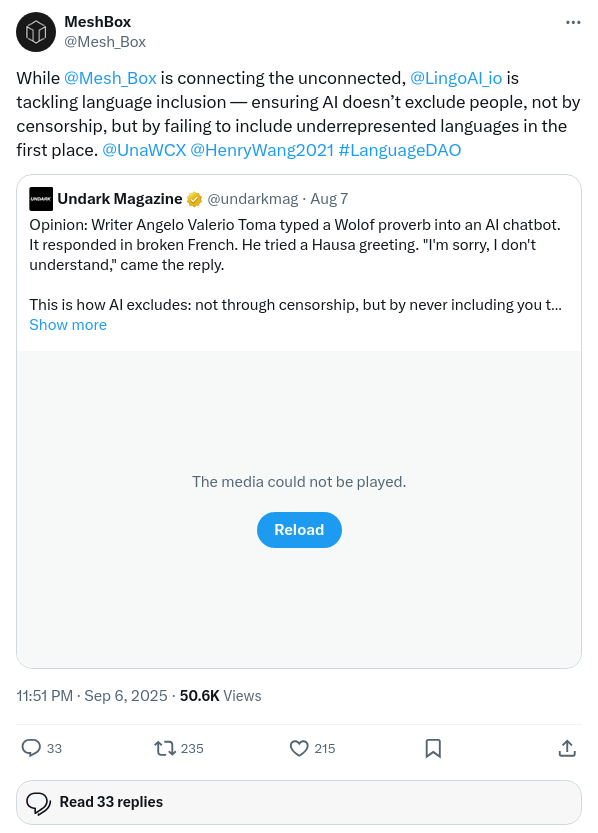 MeshBox
@Mesh_Box
While @Mesh_Box is connecting the unconnected, @LingoAI_io is
tackling language inclusion — ensuring AI doesn’t exclude people, not by
censorship, but by failing to include underrepresented languages in the
first place. @UnaWCX @HenryWang2021 #LanguageDAO
UNDARK
Undark Magazine @undarkmag · Aug 7
Opinion: Writer Angelo Valerio Toma typed a Wolof proverb into an AI chatbot.
It responded in broken French. He tried a Hausa greeting. "I'm sorry, I don't
understand," came the reply.
This is how AI excludes: not through censorship, but by never including you t...
Show more
The media could not be played.
Reload
11:51 PM · Sep 6, 2025 · 50.6K Views
33 235 215
Read 33 replies